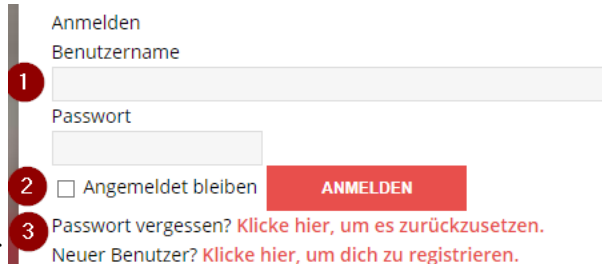 Anmelden
Benutzername
1
Passwort
2 Angemeldet bleiben ANMELDEN
3 Passwort vergessen? Klicke hier, um es zurückzusetzen.
Neuer Benutzer? Klicke hier, um dich zu registrieren.